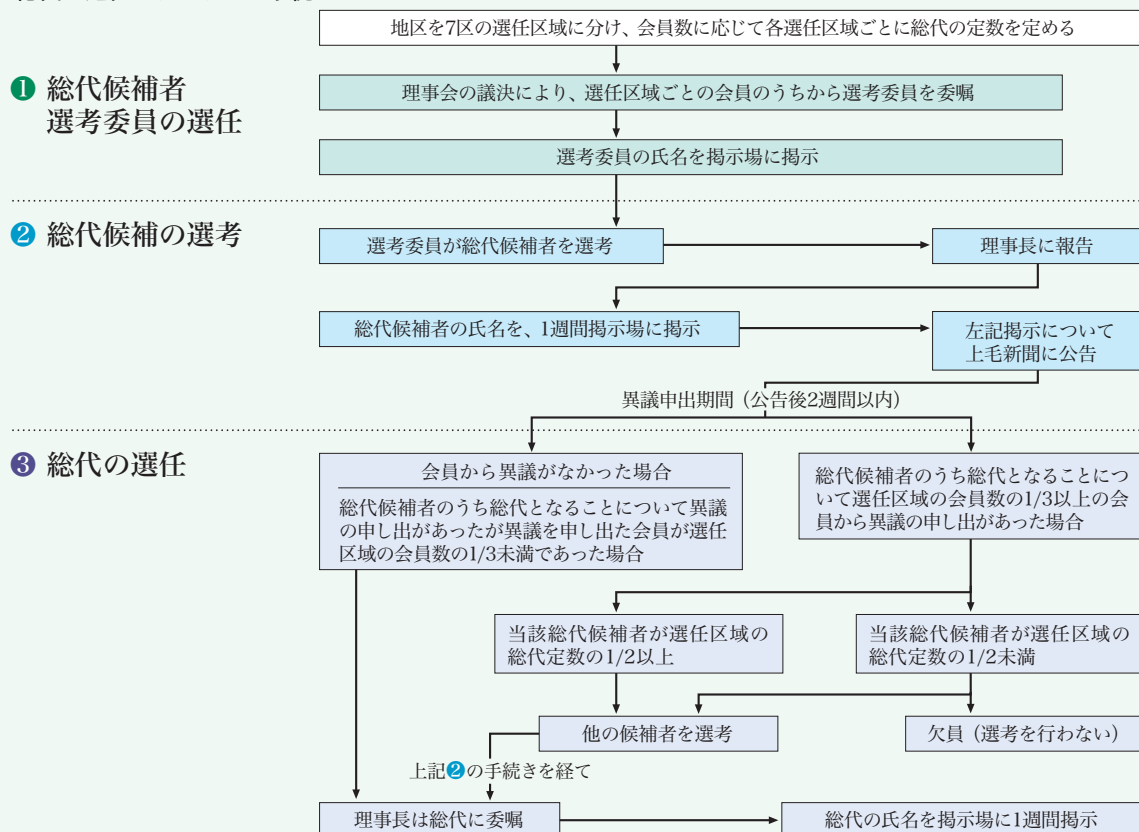 地区を7区の選任区域に分け、会員数に応じて各選任区域ごとに総代の定数を定める
❶ 総代候補者
選考委員の選任
理事会の議決により、選任区域ごとの会員のうちから選考委員を委嘱
選考委員の氏名を掲示場に掲示
❷ 総代候補の選考
選考委員が総代候補者を選考
理事長に報告
総代候補者の氏名を、1週間掲示場に掲示
左記掲示について
上毛新聞に公告
異議申出期間（公告後2週間以内）
❸ 総代の選任
会員から異議がなかった場合
総代候補者のうち総代となることについて異議
の申し出があったが異議を申し出た会員が選任
区域の会員数の1/3未満であった場合
総代候補者のうち総代となることにつ
いて選任区域の会員数の1/3以上の会
員から異議の申し出があった場合
当該総代候補者が選任区域の
総代定数の1/2以上
当該総代候補者が選任区域の
総代定数の1/2未満
他の候補者を選考
欠員（選考を行わない）
上記❷の手続きを経て
理事長は総代に委嘱
総代の氏名を掲示場に1週間掲示